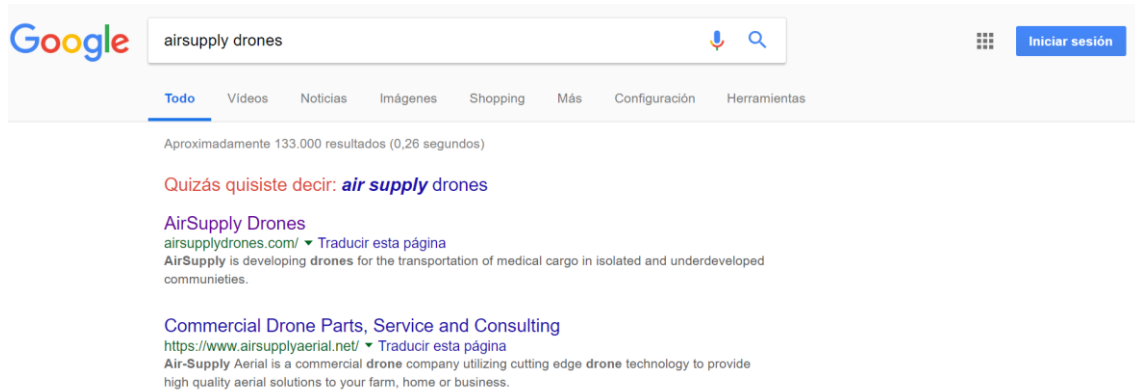 Google
airsupply drones
Iniciar sesión
Todo Vídeos Noticias Imágenes Shopping Más Configuración Herramientas
Aproximadamente 133.000 resultados (0,26 segundos)
Quizás quisiste decir: air supply drones
AirSupply Drones
airsupplydrones.com/ Traducir esta página
AirSupply is developing drones for the transportation of medical cargo in isolated and underdeveloped
communieties.
Commercial Drone Parts, Service and Consulting
https://www.airsupplyaerial.net/ Traducir esta página
Air-Supply Aerial is a commercial drone company utilizing cutting edge drone technology to provide
high quality aerial solutions to your farm, home or business.